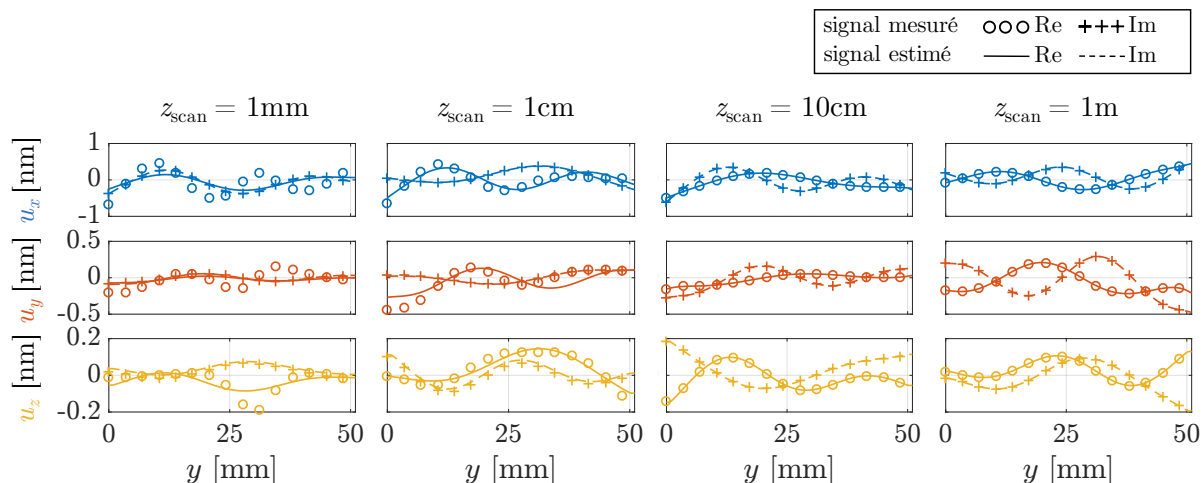 signal mesuré Re Im
signal estimé Re Im
z_scan = 1mm z_scan = 1cm z_scan = 10cm z_scan = 1m
u_x [nm]
1
0
-1
u_y [nm]
0.5
0
-0.5
u_z [nm]
0.2
0
-0.2
0 25 50 0 25 50 0 25 50 0 25 50
y [mm] y [mm] y [mm] y [mm]